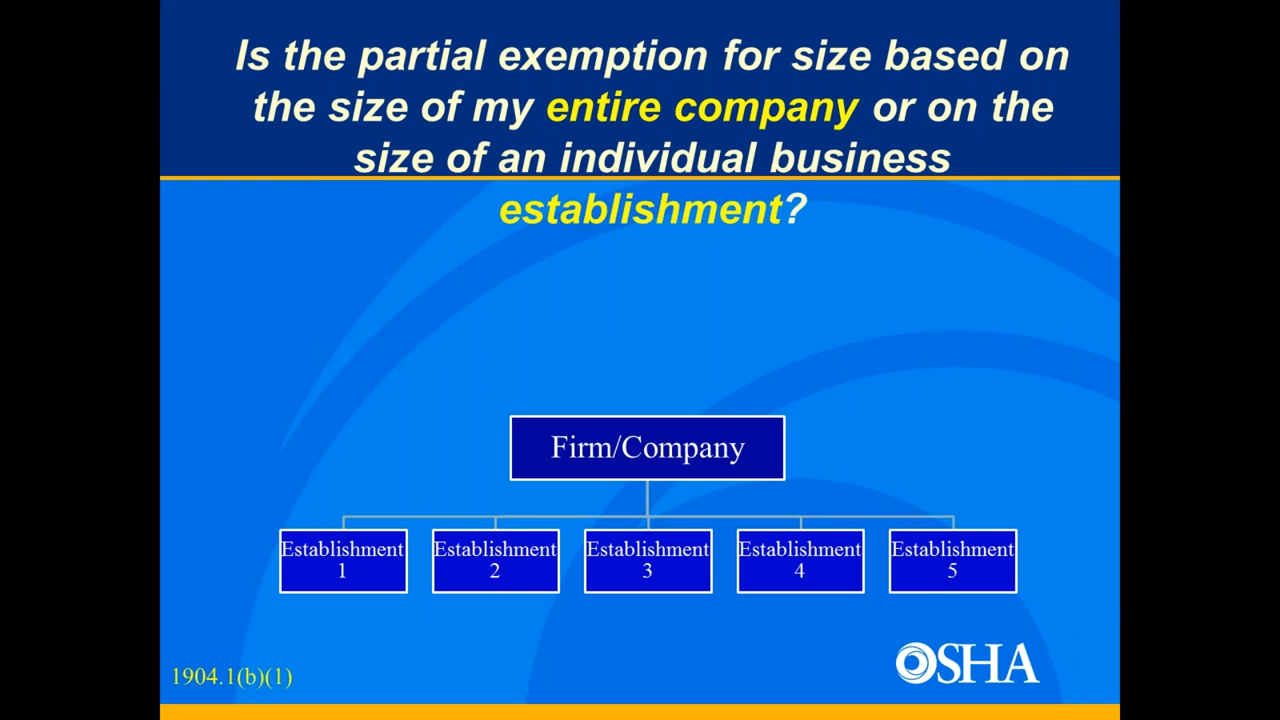 Is the partial exemption for size based on
the size of my entire company or on the
size of an individual business
establishment?
Firm/Company
Establishment
1
Establishment
2
Establishment
3
Establishment
4
Establishment
5
1904.1(b)(1)
OSHA